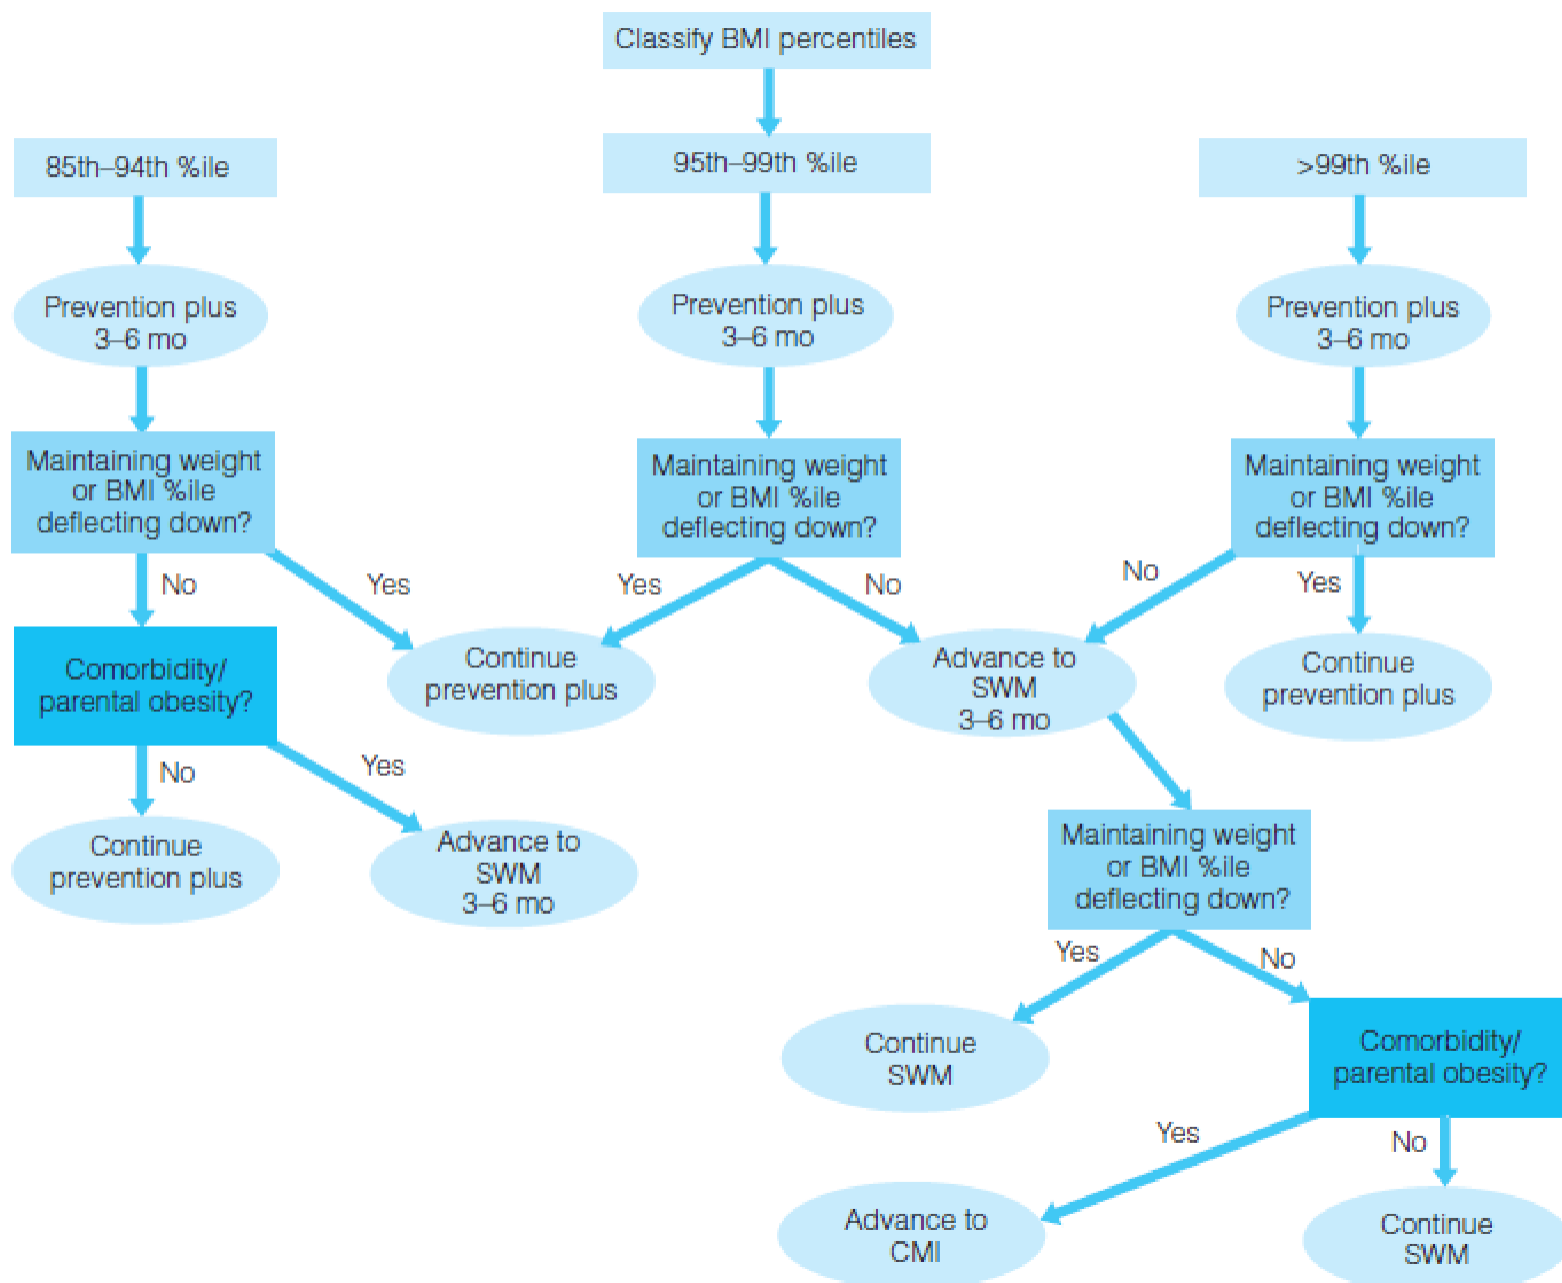 Classify BMI percentiles
85th–94th %ile
95th–99th %ile
>99th %ile
Prevention plus
3–6 mo
Prevention plus
3–6 mo
Prevention plus
3–6 mo
Maintaining weight
or BMI %ile
deflecting down?
Maintaining weight
or BMI %ile
deflecting down?
Maintaining weight
or BMI %ile
deflecting down?
No
Yes
Yes
No
No
Yes
Comorbidity/
parental obesity?
Continue
prevention plus
Advance to
SWM
3–6 mo
Continue
prevention plus
No
Yes
Continue
prevention plus
Advance to
SWM
3–6 mo
Maintaining weight
or BMI %ile
deflecting down?
Yes
No
Continue
SWM
Comorbidity/
parental obesity?
Yes
No
Advance to
CMI
Continue
SWM